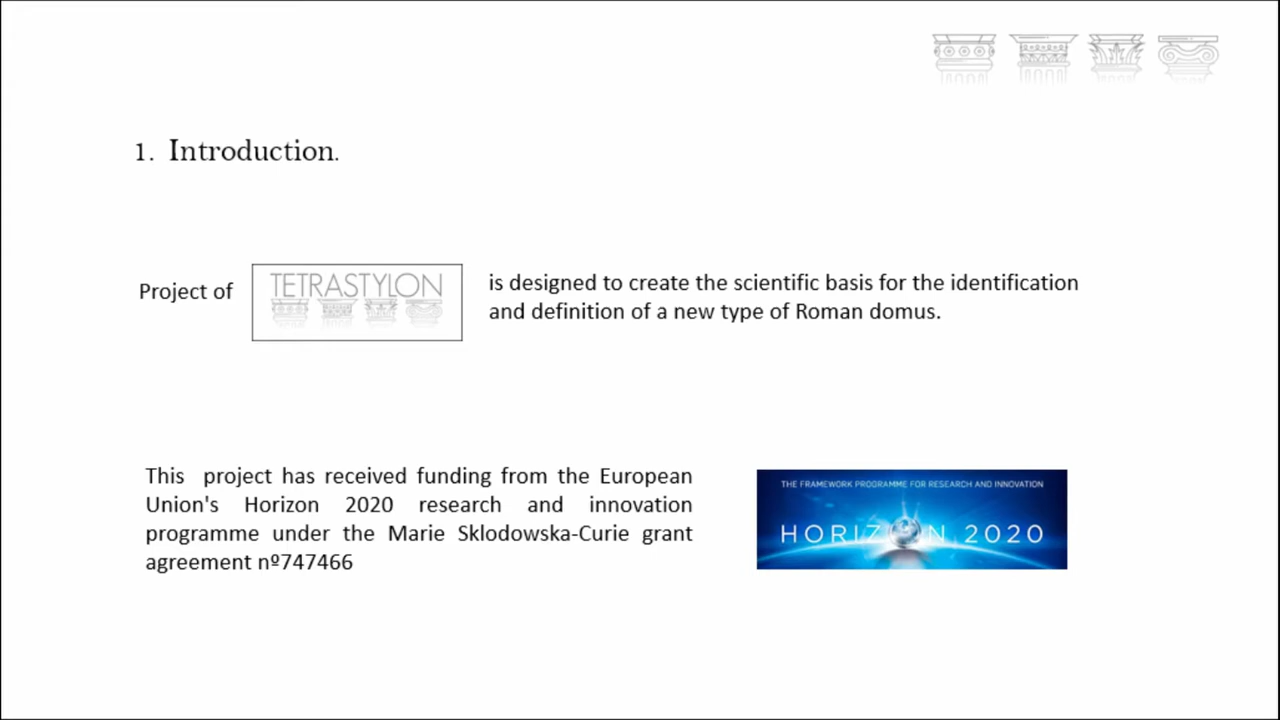 1. Introduction.
Project of
TETRASTYLON
is designed to create the scientific basis for the identification
and definition of a new type of Roman domus.
This project has received funding from the European
Union's Horizon 2020 research and innovation
programme under the Marie Sklodowska-Curie grant
agreement nº747466
THE FRAMEWORK PROGRAMME FOR RESEARCH AND INNOVATION
HORIZON 2020